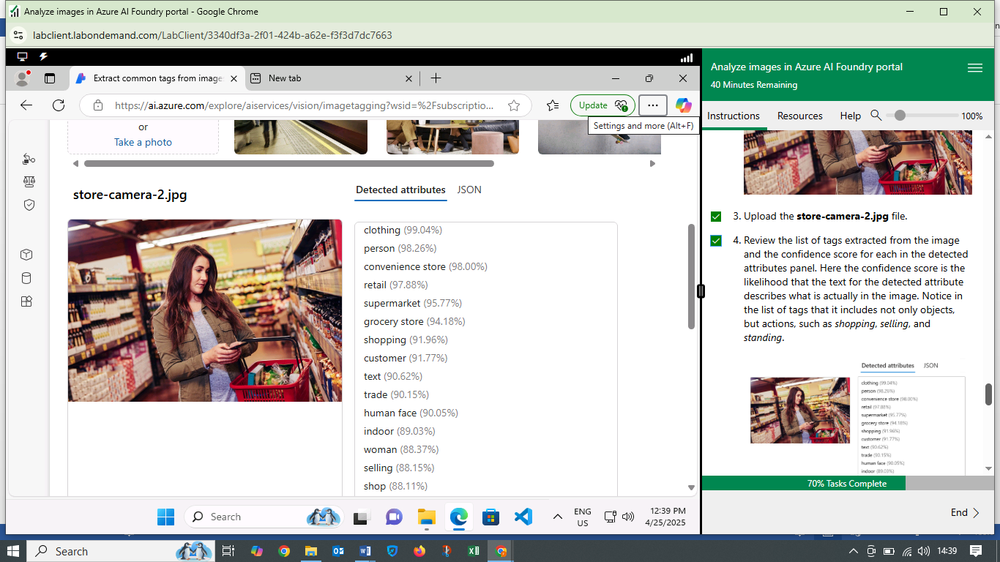 Analyze images in Azure AI Foundry portal - Google Chrome
labclient.labondemand.com/LabClient/3340df3a-2f01-424b-a62e-f3f3d7dc7663
Extract common tags from image
New tab
https://ai.azure.com/explore/aiservices/vision/imagetagging?wsid=%2Fsubscriptio...
Update
Settings and more (Alt+F)
or
Take a photo
store-camera-2.jpg
Detected attributes
JSON
clothing (99.04%)
person (98.26%)
convenience store (98.00%)
retail (97.88%)
supermarket (95.77%)
grocery store (94.18%)
shopping (91.96%)
customer (91.77%)
text (90.62%)
trade (90.15%)
human face (90.05%)
indoor (89.03%)
woman (88.37%)
selling (88.15%)
shop (88.11%)
Search
ENG
US
12:39 PM
4/25/2025
Analyze images in Azure AI Foundry portal
40 Minutes Remaining
Instructions
Resources
Help
100%
3. Upload the store-camera-2.jpg file.
4. Review the list of tags extracted from the image
and the confidence score for each in the detected
attributes panel. Here the confidence score is the
likelihood that the text for the detected attribute
describes what is actually in the image. Notice in
the list of tags that it includes not only objects,
but actions, such as shopping, selling, and
standing.
Detected attributes
JSON
clothing (99.04%)
person (98.26%)
convenience store (98.00%)
retail (97.88%)
supermarket (95.77%)
grocery store (94.18%)
shopping (91.96%)
customer (91.77%)
text (90.62%)
trade (90.15%)
human face (90.05%)
indoor (89.03%)
70% Tasks Complete
End
Search
14:39